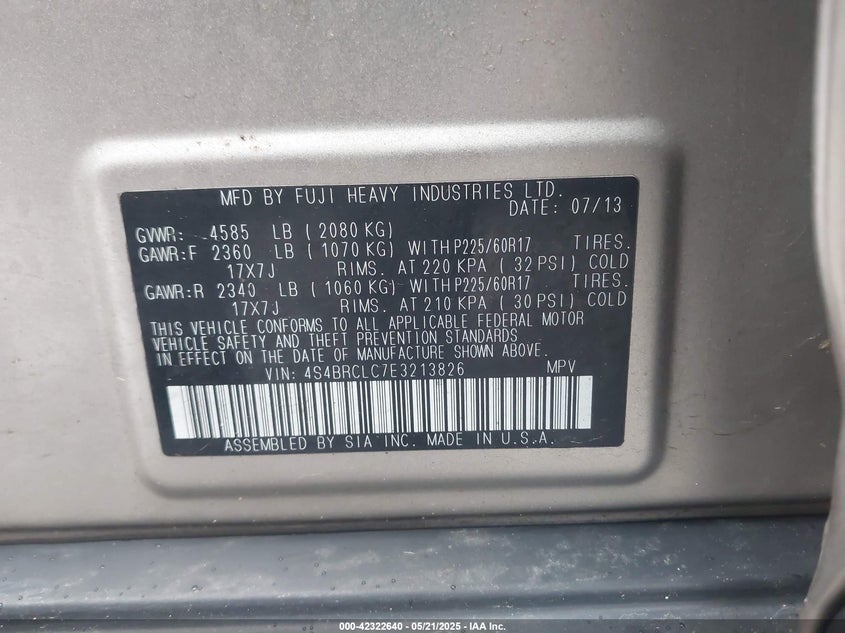 MFD BY FUJI HEAVY INDUSTRIES LTD.
DATE: 07/13
GVWR: 4585 LB ( 2080 KG)
GAWR:F 2360 LB ( 1070 KG) WITH P225/60R17 TIRES.
17X7J RIMS. AT 220 KPA ( 32 PSI) COLD
GAWR:R 2340 LB ( 1060 KG) WITH P225/60R17 TIRES.
17X7J RIMS. AT 210 KPA ( 30 PSI) COLD
THIS VEHICLE CONFORMS TO ALL APPLICABLE FEDERAL MOTOR
VEHICLE SAFETY AND THEFT PREVENTION STANDARDS
IN EFFECT ON THE DATE OF MANUFACTURE SHOWN ABOVE.
VIN: 4S4BRCLC7E3213826 MPV
ASSEMBLED BY SIA INC. MADE IN U.S.A.
000-42322640 - 05/21/2025 - IAA Inc.